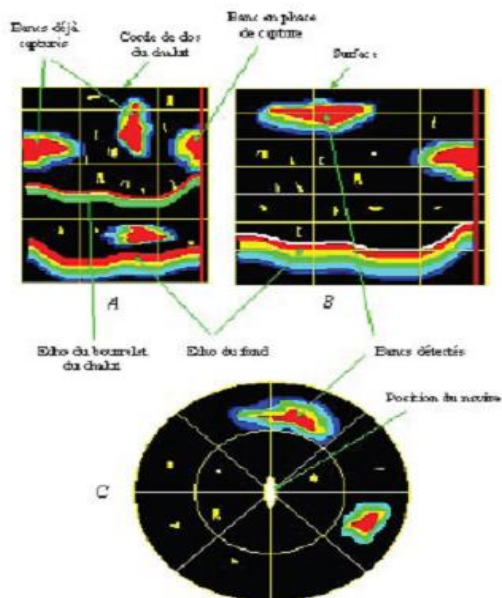 Bancs déjà
capturés
Corde de dos
du chalut
Banc en phase
de capture
Surface
A
B
Echo du bourrelet
du chalut
Echo du fond
Bancs détectés
Position du navire
C